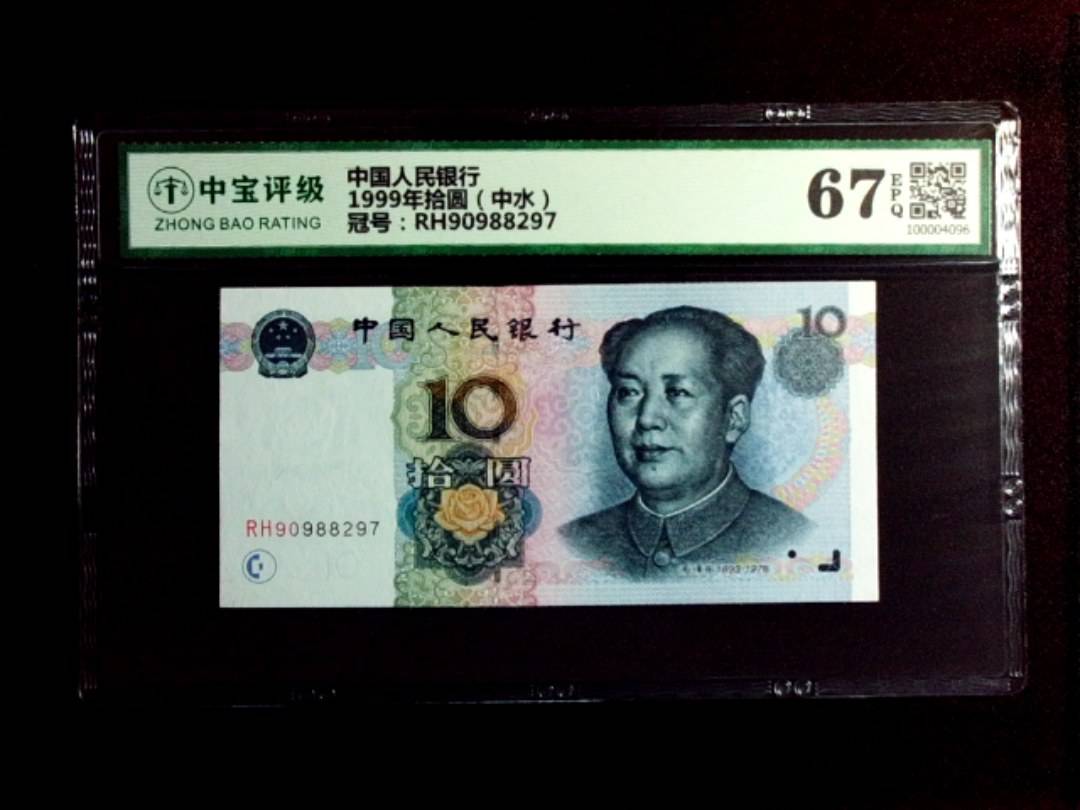 中宝评级
ZHONG BAO RATING
中国人民银行
1999年拾圆（中水）
冠号：RH90988297
67
EPQ
100004096
中国人民银行
10
10
拾圆
RH90988297
1893-1976